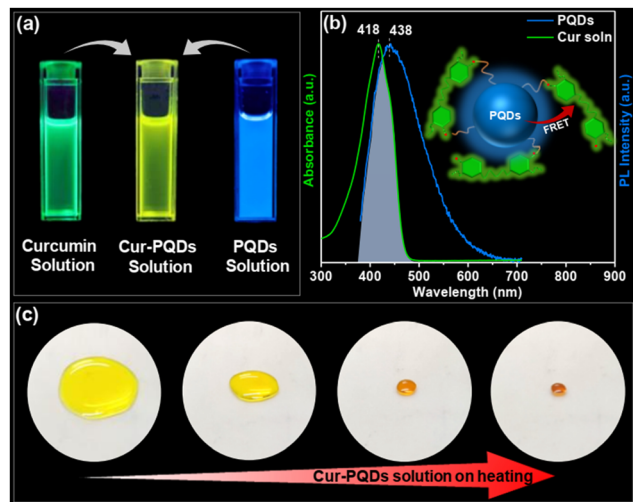 (a)
Curcumin
Solution
Cur-PQDs
Solution
PQDs
Solution
(b)
418
438
PQDs
Cur soln
PQDs
FRET
Absorbance (a.u.)
PL Intensity (a.u.)
300 400 500 600 700 800 900
Wavelength (nm)
(c)
Cur-PQDs solution on heating